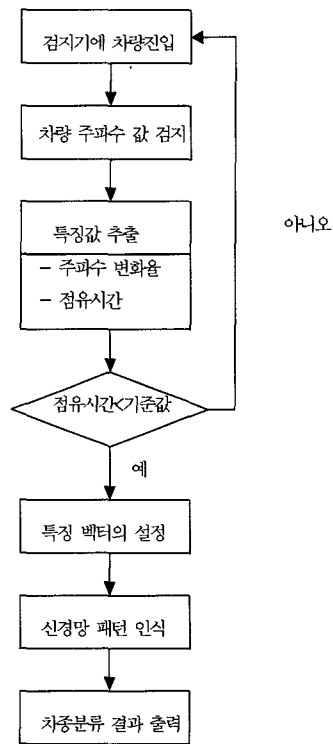 검지기에 차량진입
차량 주파수 값 검지
특징값 추출
- 주파수 변화율
- 점유시간
아니오
점유시간<기준값
예
특징 벡터의 설정
신경망 패턴 인식
차종분류 결과 출력